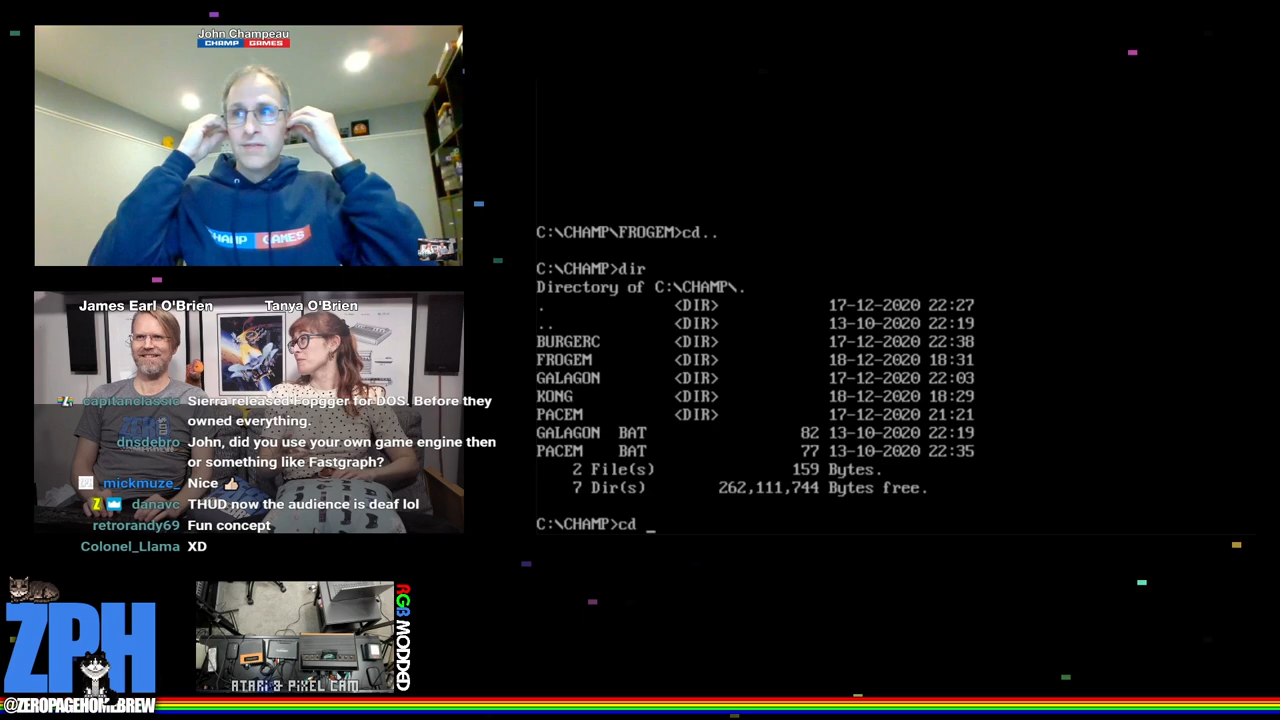 John Champeau
CHAMP GAMES
CHAMP GAMES
James Earl O'Brien
Tanya O'Brien
capitanclassic Sierra released Fopgger for DOS. Before they
owned everything.
dnsdebro John, did you use your own game engine then
or something like Fastgraph?
mickmuze_ Nice 👍🏻
danavc THUD now the audience is deaf lol
retrorandy69 Fun concept
Colonel_Llama XD
ZPH
@ZEROPAGEHOMEBREW
ATARI & PIXEL CAM
RGB MODDED
C:\CHAMP\FROGEM>cd..
C:\CHAMP>dir
Directory of C:\CHAMP\.
. <DIR> 17-12-2020 22:27
.. <DIR> 13-10-2020 22:19
BURGERC <DIR> 17-12-2020 22:38
FROGEM <DIR> 18-12-2020 18:31
GALAGON <DIR> 17-12-2020 22:03
KONG <DIR> 18-12-2020 18:29
PACEM <DIR> 17-12-2020 21:21
GALAGON BAT 82 13-10-2020 22:19
PACEM BAT 77 13-10-2020 22:35
2 File(s) 159 Bytes.
7 Dir(s) 262,111,744 Bytes free.
C:\CHAMP>cd _